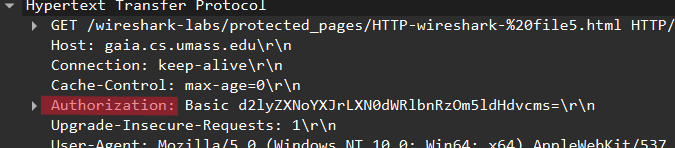 Hypertext Transfer Protocol
GET /wireshark-labs/protected_pages/HTTP-wireshark-%20file5.html HTTP/
Host: gaia.cs.umass.edu\r\n
Connection: keep-alive\r\n
Cache-Control: max-age=0\r\n
Authorization: Basic d2lyZXNoYXJrLXN0dWRlbnRzOm5ldHdvcms=\r\n
Upgrade-Insecure-Requests: 1\r\n
User-Agent: Mozilla/5.0 (Windows NT 10.0; Win64; x64) AppleWebKit/537